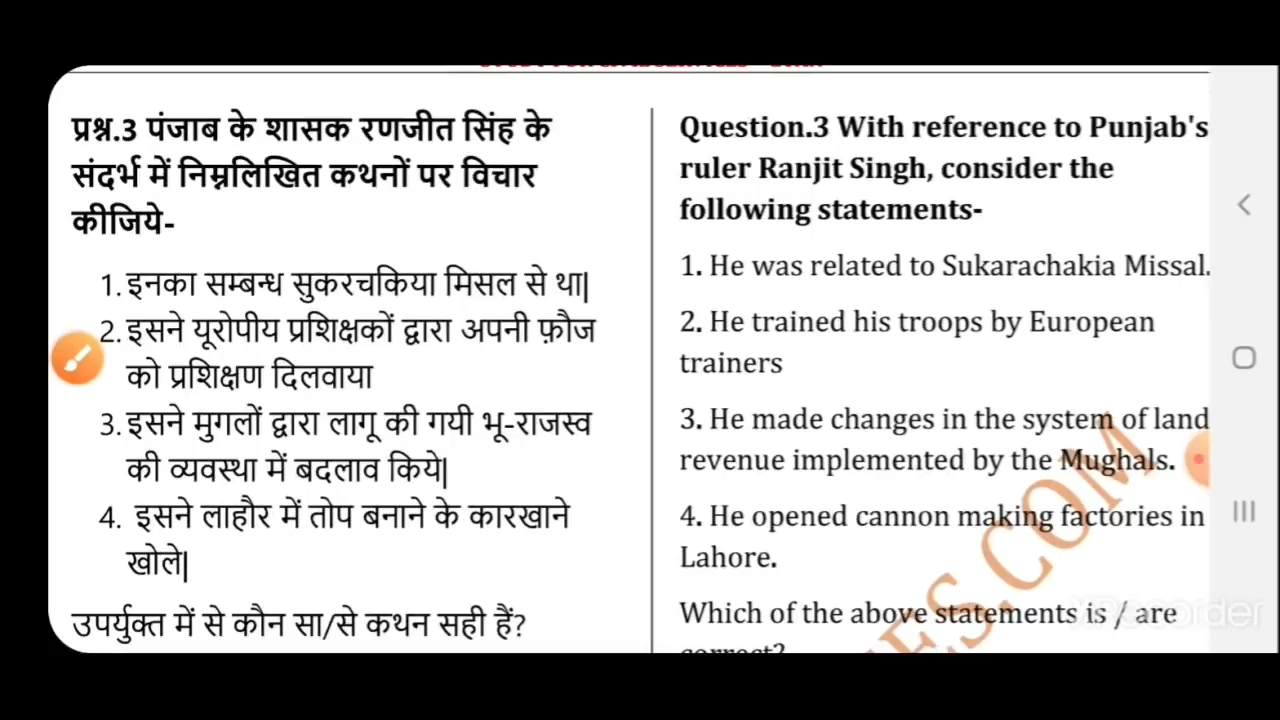 प्रश्न.3 पंजाब के शासक रणजीत सिंह के
संदर्भ में निम्नलिखित कथनों पर विचार
कीजिये-
1. इनका सम्बन्ध सुकरचकिया मिसल से था|
2. इसने यूरोपीय प्रशिक्षकों द्वारा अपनी फ़ौज
को प्रशिक्षण दिलवाया
3. इसने मुगलों द्वारा लागू की गयी भू-राजस्व
की व्यवस्था में बदलाव किये|
4. इसने लाहौर में तोप बनाने के कारखाने
खोले|
उपर्युक्त में से कौन सा/से कथन सही हैं?
Question.3 With reference to Punjab's
ruler Ranjit Singh, consider the
following statements-
1. He was related to Sukarachakia Missal.
2. He trained his troops by European
trainers
3. He made changes in the system of land
revenue implemented by the Mughals.
4. He opened cannon making factories in
Lahore.
Which of the above statements is / are
correct?